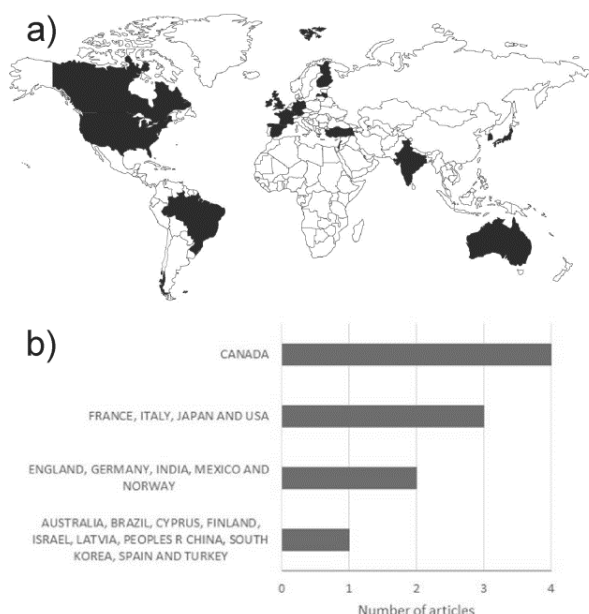 a)
b)
CANADA
FRANCE, ITALY, JAPAN AND USA
ENGLAND, GERMANY, INDIA, MEXICO AND
NORWAY
AUSTRALIA, BRAZIL, CYPRUS, FINLAND,
ISRAEL, LATVIA, PEOPLES R CHINA, SOUTH
KOREA, SPAIN AND TURKEY
0 1 2 3 4
Number of articles